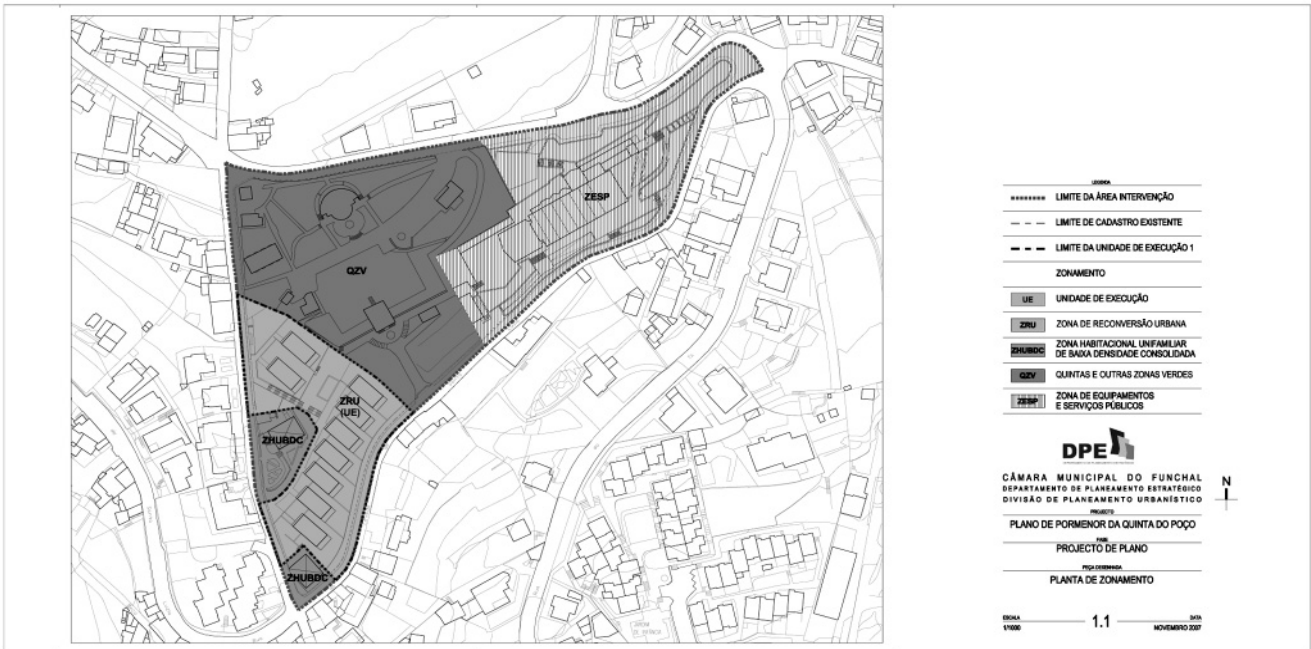 ZESP
QZV
ZRU
(UE)
ZHUBDC
ZHUBDC
LEGENDA
LIMITE DA ÁREA INTERVENÇÃO
LIMITE DE CADASTRO EXISTENTE
LIMITE DA UNIDADE DE EXECUÇÃO 1
ZONAMENTO
UE UNIDADE DE EXECUÇÃO
ZRU ZONA DE RECONVERSÃO URBANA
ZHUBDC ZONA HABITACIONAL UNIFAMILIAR
DE BAIXA DENSIDADE CONSOLIDADA
QZV QUINTAS E OUTRAS ZONAS VERDES
ZESP ZONA DE EQUIPAMENTOS
E SERVIÇOS PÚBLICOS
DPE
CÂMARA MUNICIPAL DO FUNCHAL
DEPARTAMENTO DE PLANEAMENTO ESTRATÉGICO
DIVISÃO DE PLANEAMENTO URBANÍSTICO
N
PROJECTO
PLANO DE PORMENOR DA QUINTA DO POÇO
FASE
PROJECTO DE PLANO
PEÇA DESENHADA
PLANTA DE ZONAMENTO
ESCALA
1/1000
1.1
DATA
NOVEMBRO 2007